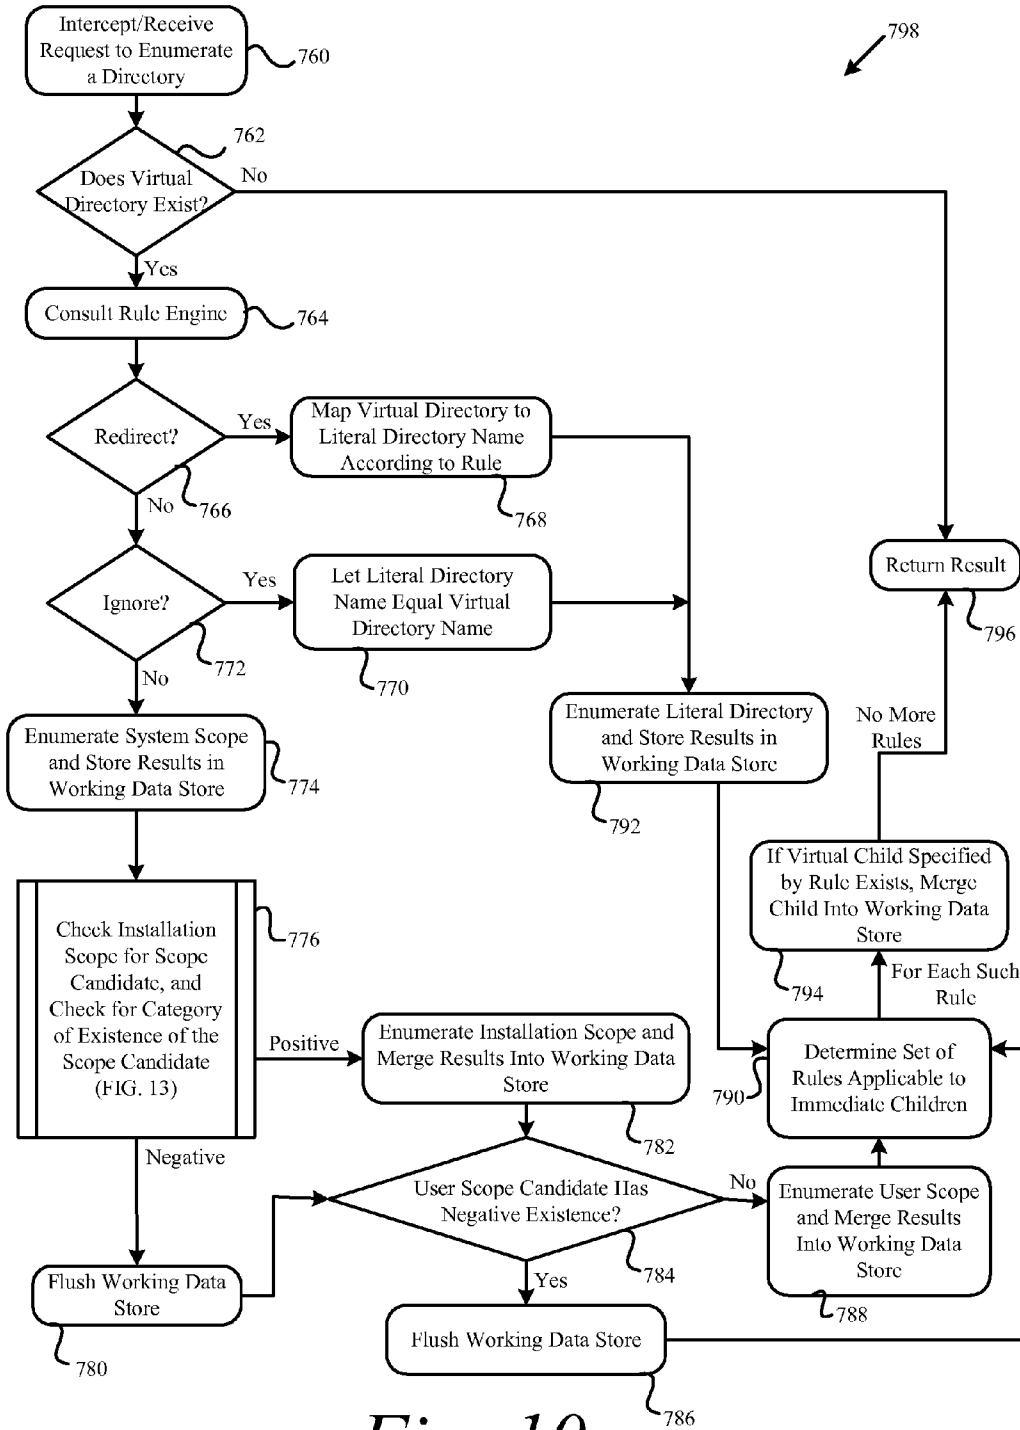 Intercept/Receive
Request to Enumerate
a Directory
760
798
762
Does Virtual
Directory Exist?
No
Yes
Consult Rule Engine
764
Redirect?
Yes
Map Virtual Directory to
Literal Directory Name
According to Rule
766
No
768
Ignore?
Yes
Let Literal Directory
Name Equal Virtual
Directory Name
Return Result
796
772
No
770
Enumerate System Scope
and Store Results in
Working Data Store
774
Enumerate Literal Directory
and Store Results in
Working Data Store
792
No More
Rules
If Virtual Child Specified
by Rule Exists, Merge
Child Into Working Data
Store
794
For Each Such
Rule
Check Installation
Scope for Scope
Candidate, and
Check for Category
of Existence of the
Scope Candidate
(FIG. 13)
776
Positive
Negative
Enumerate Installation Scope and
Merge Results Into Working Data
Store
782
Determine Set of
Rules Applicable to
Immediate Children
790
User Scope Candidate Has
Negative Existence?
No
784
Yes
Enumerate User Scope
and Merge Results
Into Working Data
Store
788
Flush Working Data
Store
780
Flush Working Data Store
786